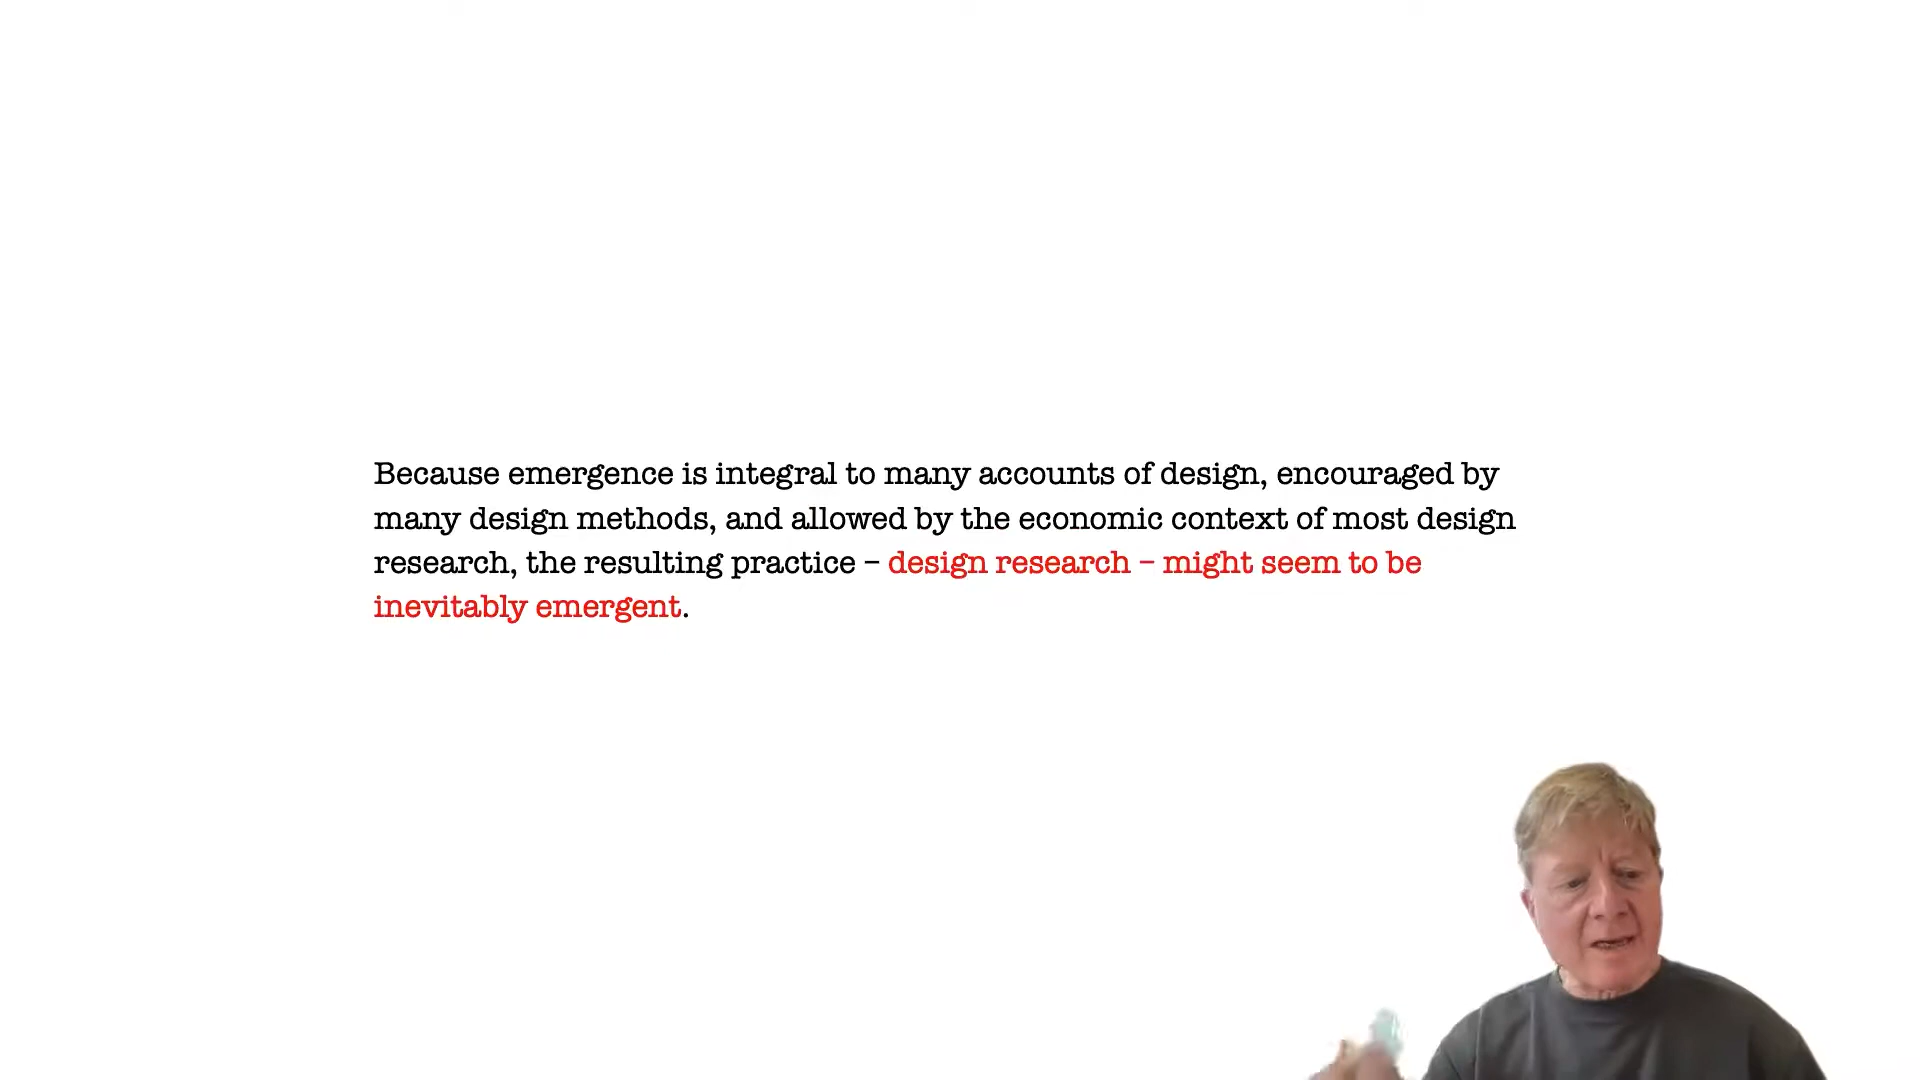 Because emergence is integral to many accounts of design, encouraged by
many design methods, and allowed by the economic context of most design
research, the resulting practice – design research – might seem to be
inevitably emergent.